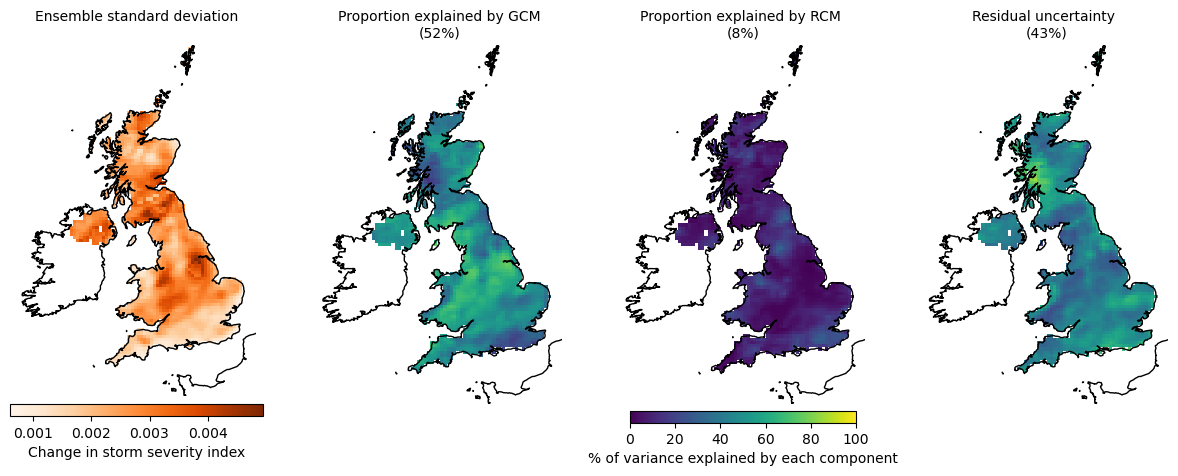 Ensemble standard deviation
Proportion explained by GCM
(52%)
Proportion explained by RCM
(8%)
Residual uncertainty
(43%)
0.001 0.002 0.003 0.004
Change in storm severity index
0 20 40 60 80 100
% of variance explained by each component